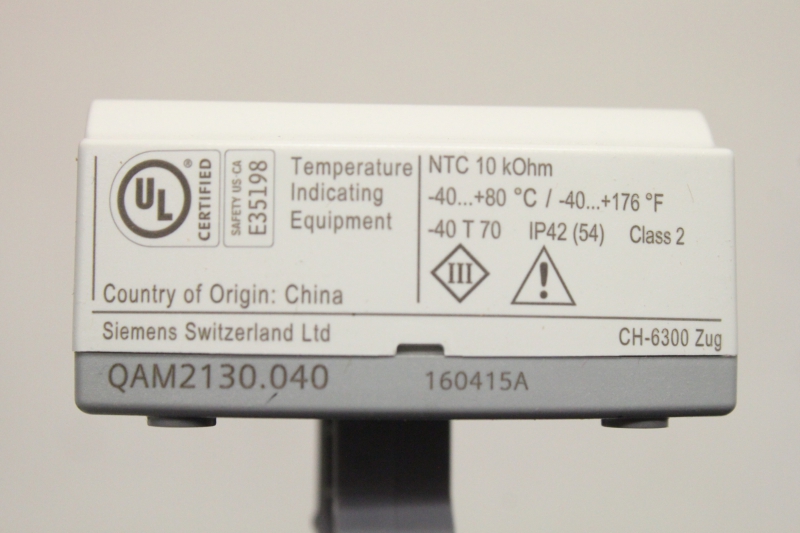 UL
®
CERTIFIED
SAFETY US-CA
E35198
Temperature
Indicating
Equipment
NTC 10 kOhm
-40...+80 °C / -40...+176 °F
-40 T 70 IP42 (54) Class 2
III
!
Country of Origin: China
Siemens Switzerland Ltd CH-6300 Zug
QAM2130.040 160415A